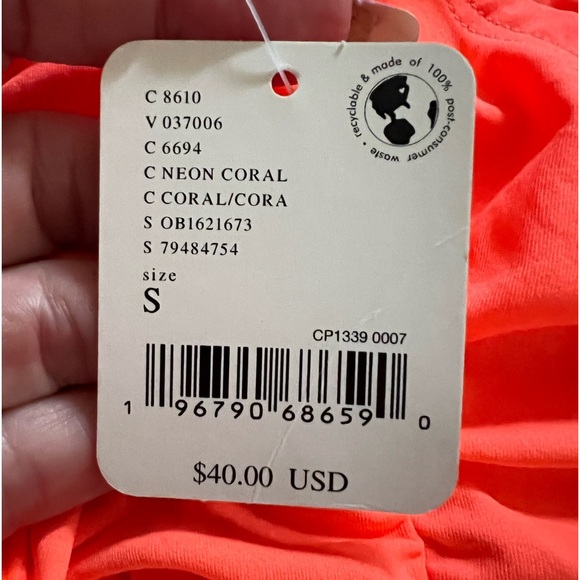 recyclable & made of 100% post-consumer waste •
C 8610
V 037006
C 6694
C NEON CORAL
C CORAL/CORA
S OB1621673
S 79484754
size
S
CP1339 0007
1 96790 68659 0
$40.00 USD